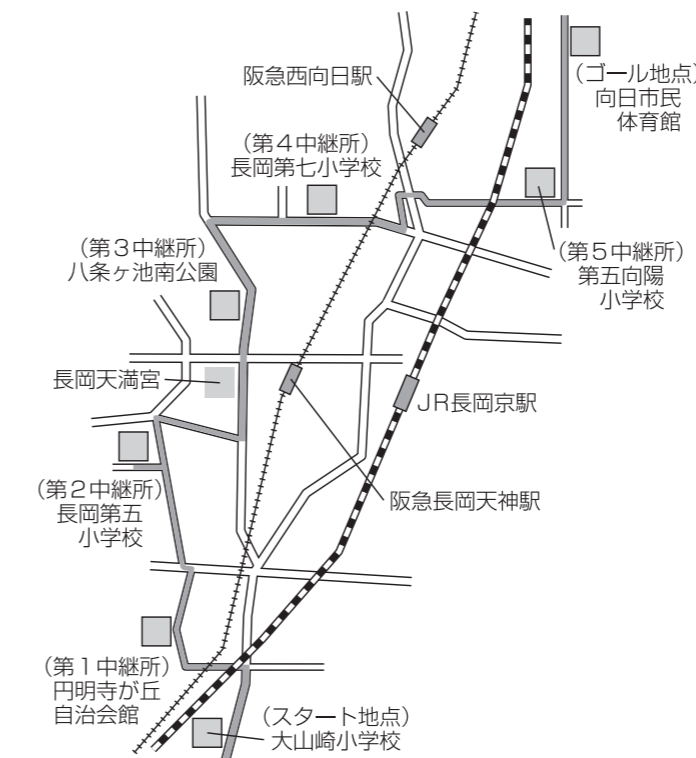 阪急西向日駅
（ゴール地点）
向日市民
体育館
（第４中継所）
長岡第七小学校
（第３中継所）
八条ヶ池南公園
（第５中継所）
第五向陽
小学校
長岡天満宮
ＪＲ長岡京駅
（第２中継所）
長岡第五
小学校
阪急長岡天神駅
（第１中継所）
円明寺が丘
自治会館
（スタート地点）
大山崎小学校